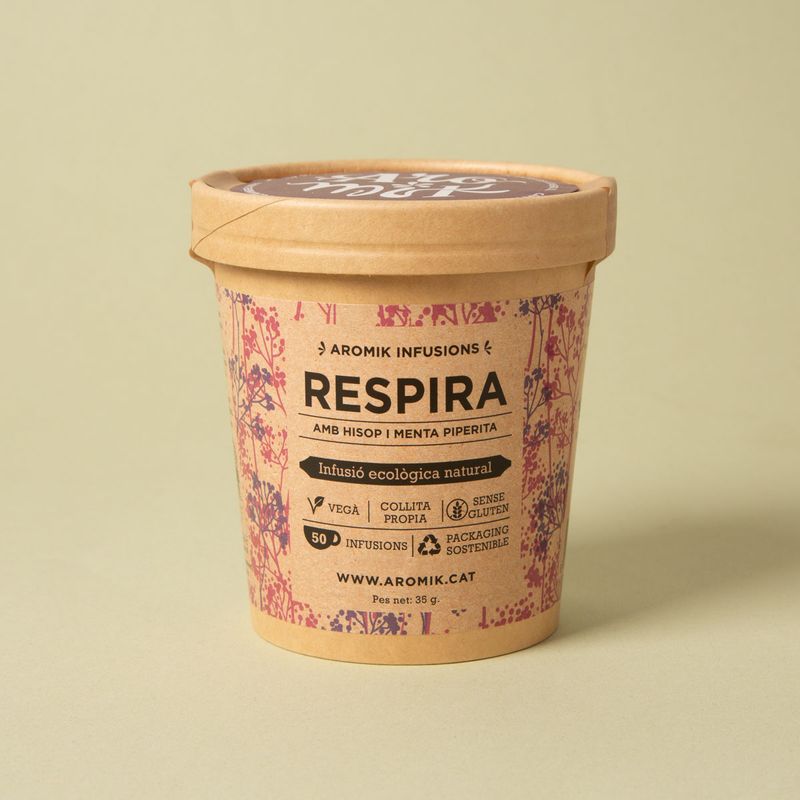 AROMIK INFUSIONS
RESPIRA
AMB HISOP I MENTA PIPERITA
Infusió ecològica natural
VEGÀ
COLLITA
PROPIA
SENSE
GLUTEN
50
INFUSIONS
PACKAGING
SOSTENIBLE
WWW.AROMIK.CAT
Pes net: 35 g.